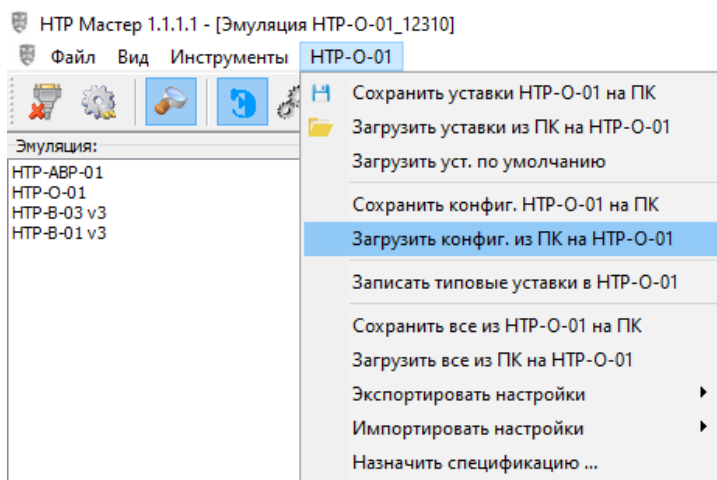 НТР Мастер 1.1.1.1 - [Эмуляция НТР-О-01_12310]
Файл Вид Инструменты НТР-О-01
Эмуляция:
НТР-АВР-01
НТР-О-01
НТР-В-03 v3
НТР-В-01 v3
Сохранить уставки НТР-О-01 на ПК
Загрузить уставки из ПК на НТР-О-01
Загрузить уст. по умолчанию
Сохранить конфиг. НТР-О-01 на ПК
Загрузить конфиг. из ПК на НТР-О-01
Записать типовые уставки в НТР-О-01
Сохранить все из НТР-О-01 на ПК
Загрузить все из ПК на НТР-О-01
Экспортировать настройки
Импортировать настройки
Назначить спецификацию ...